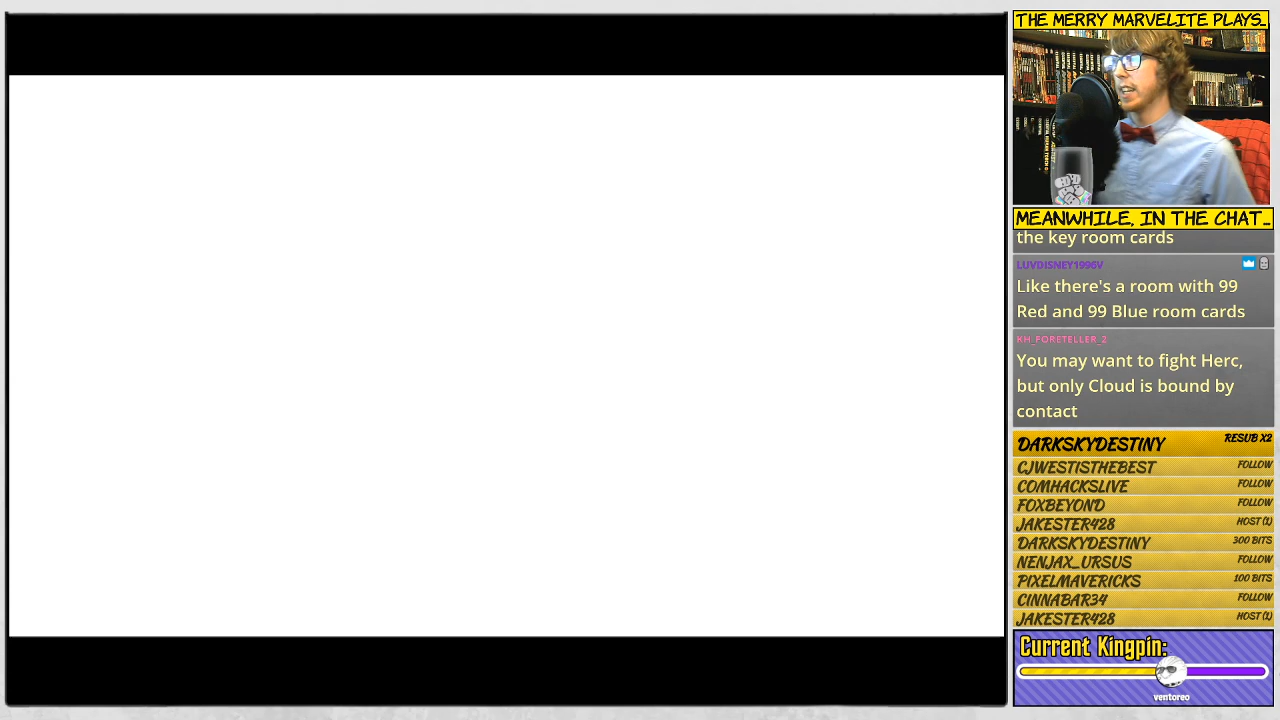 THE MERRY MARVELITE PLAYS...
MEANWHILE, IN THE CHAT...
the key room cards
LUVDISNEY1996V
Like there's a room with 99
Red and 99 Blue room cards
KH_FORETELLER_2
You may want to fight Herc,
but only Cloud is bound by
contact
DARKSKYDESTINY RESUB X2
CJWESTISTHEBEST FOLLOW
COMHACKSLIVE FOLLOW
FOXBEYOND FOLLOW
JAKESTER428 HOST (1)
DARKSKYDESTINY 300 BITS
NENJAX_URSUS FOLLOW
PIXELMAVERICKS 100 BITS
CINNABAR34 FOLLOW
JAKESTER428 HOST (1)
Current Kingpin:
ventoreo